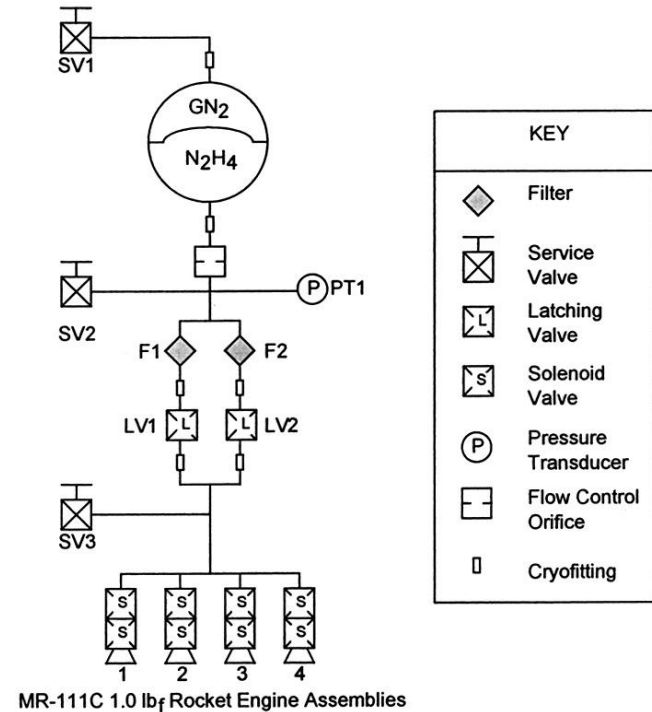 SV1
GN2
N2H4
SV2
P PT1
F1
F2
LV1
L
L
LV2
SV3
S
S
S
S
S
S
S
S
1
2
3
4
MR-111C 1.0 lbf Rocket Engine Assemblies
KEY
Filter
Service
Valve
L
Latching
Valve
S
Solenoid
Valve
P
Pressure
Transducer
Flow Control
Orifice
Cryofitting